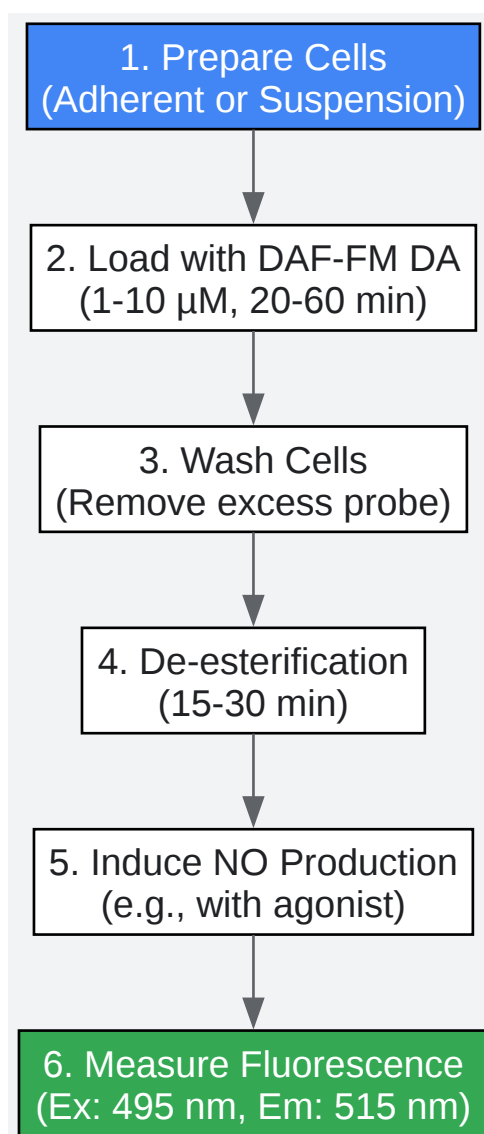 1. Prepare Cells
(Adherent or Suspension)
2. Load with DAF-FM DA
(1-10 µM, 20-60 min)
3. Wash Cells
(Remove excess probe)
4. De-esterification
(15-30 min)
5. Induce NO Production
(e.g., with agonist)
6. Measure Fluorescence
(Ex: 495 nm, Em: 515 nm)